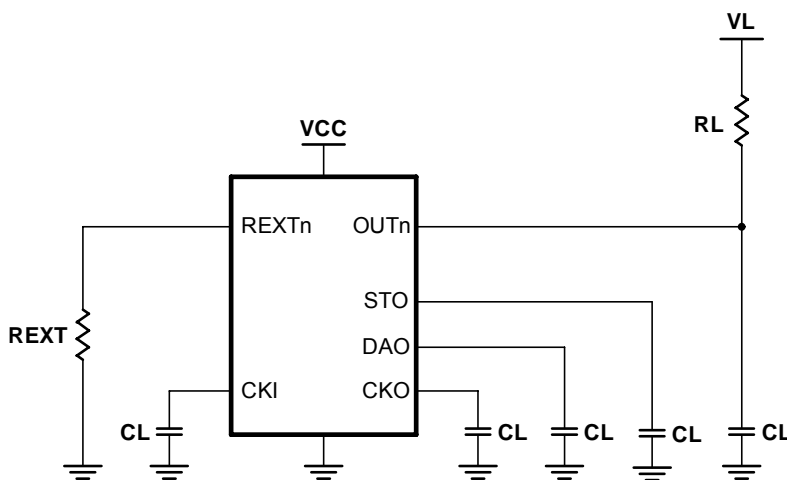 VL
RL
VCC
REXTn OUTn
STO
REXT
DAO
CKI CKO
CL CL CL CL CL